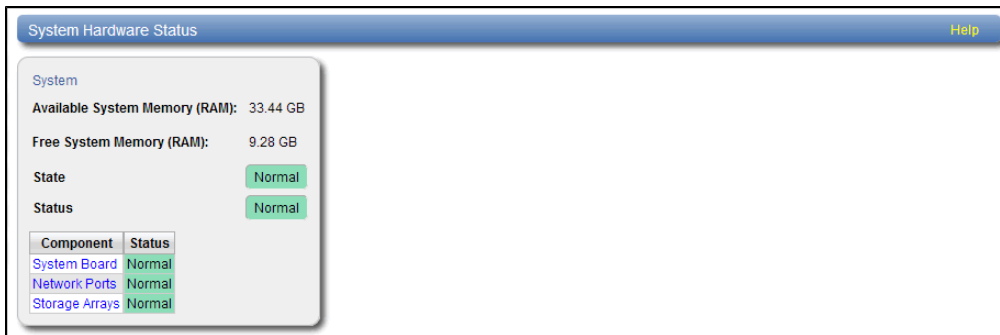 System Hardware Status Help
System
Available System Memory (RAM): 33.44 GB
Free System Memory (RAM): 9.28 GB
State Normal
Status Normal
Component Status
System Board Normal
Network Ports Normal
Storage Arrays Normal